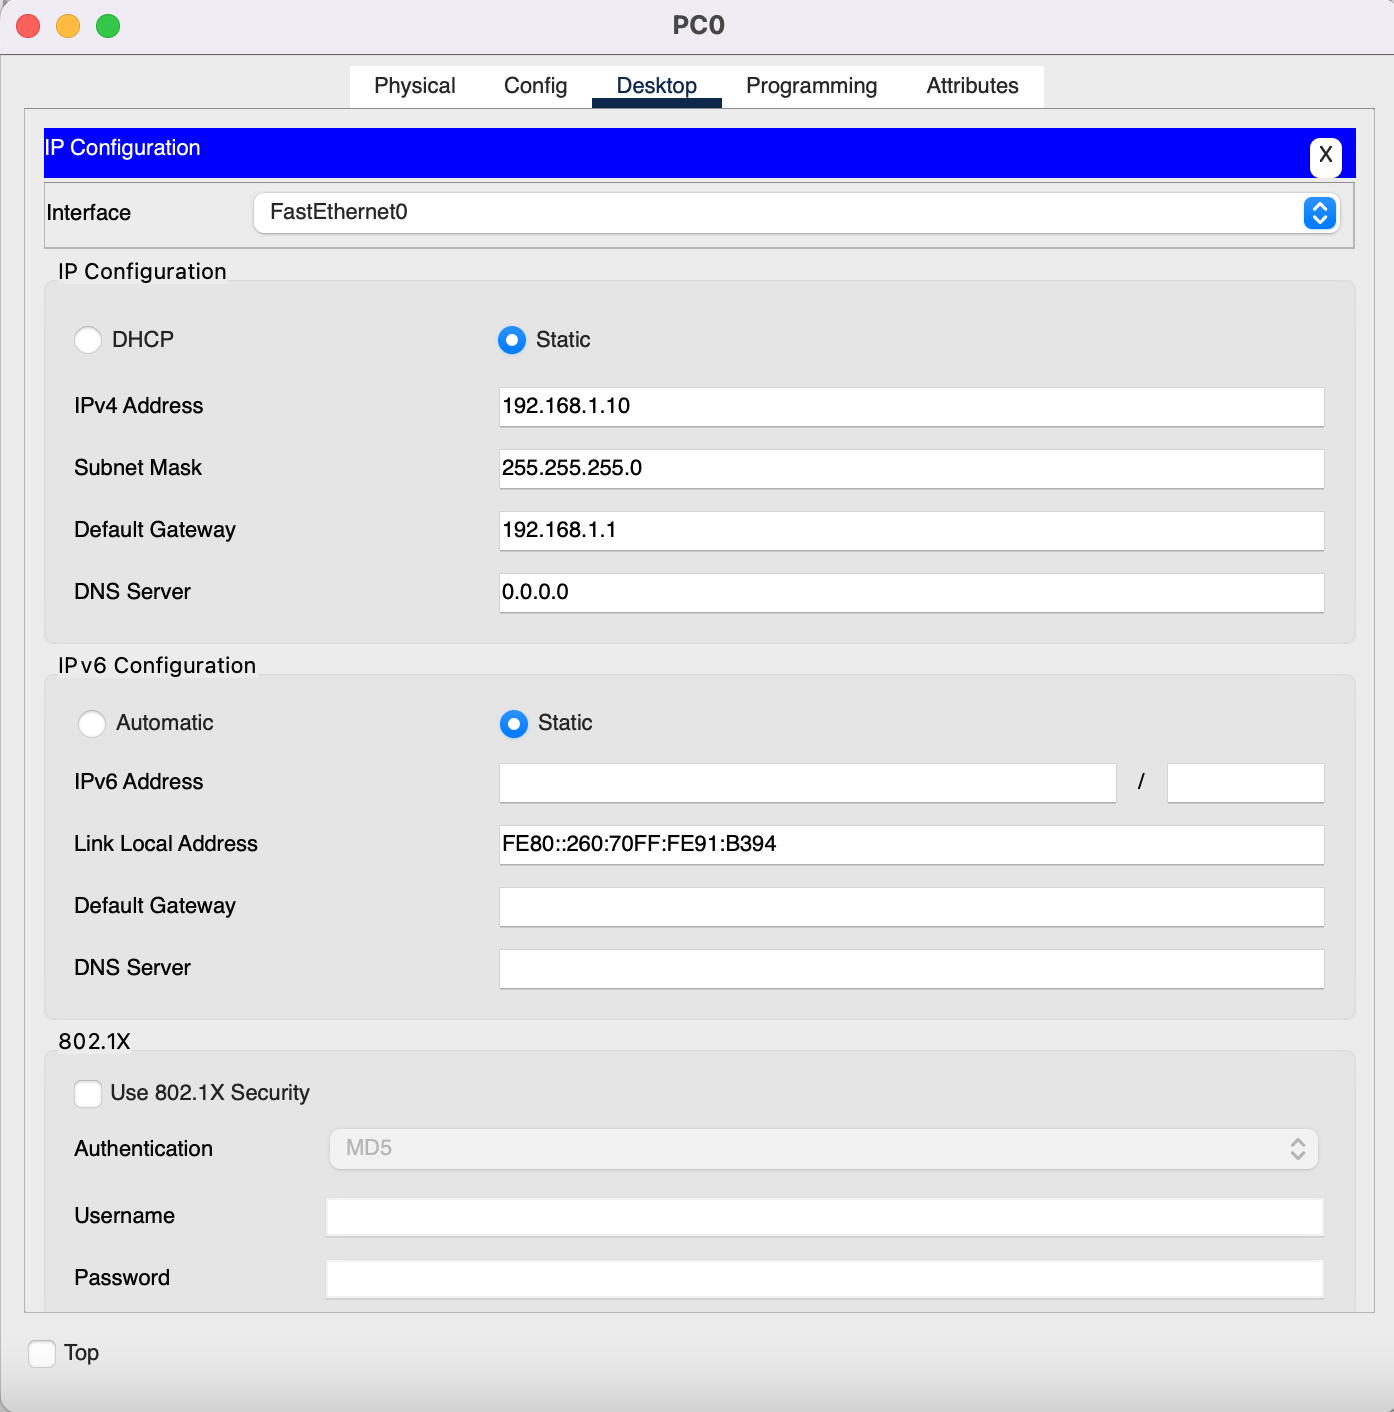 PC0
Physical Config Desktop Programming Attributes
IP Configuration
X
Interface FastEthernet0
IP Configuration
DHCP Static
IPv4 Address 192.168.1.10
Subnet Mask 255.255.255.0
Default Gateway 192.168.1.1
DNS Server 0.0.0.0
IPv6 Configuration
Automatic Static
IPv6 Address /
Link Local Address FE80::260:70FF:FE91:B394
Default Gateway
DNS Server
802.1X
Use 802.1X Security
Authentication MD5
Username
Password
Top